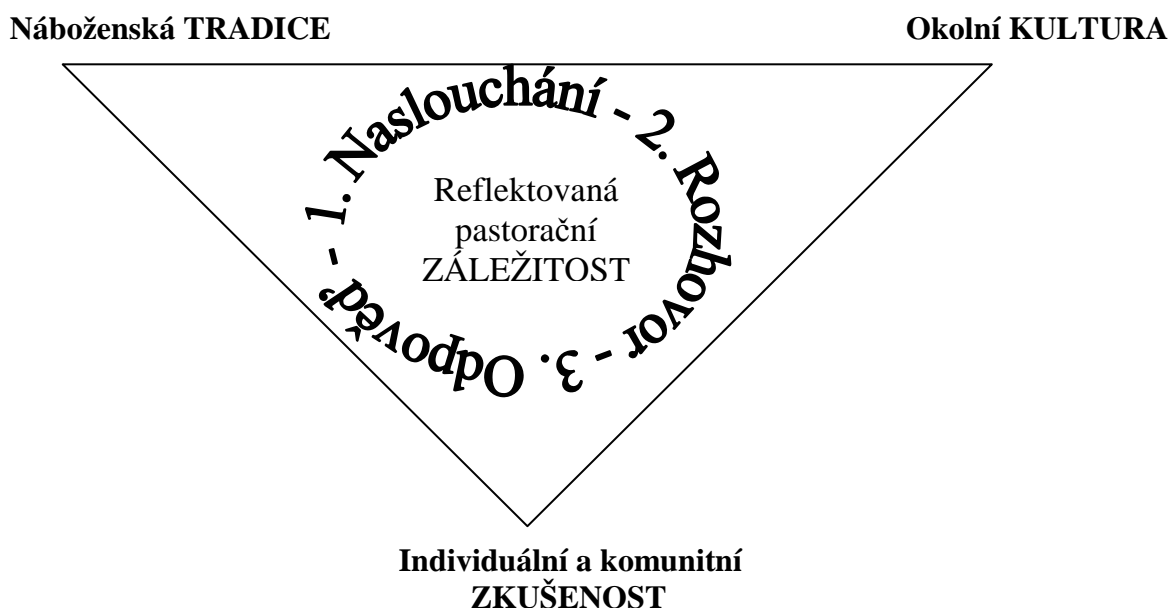 Náboženská TRADICE
Okolní KULTURA
1. Naslouchání - 2. Rozhovor - 3. Odpověď -
Reflektovaná
pastorační
ZÁLEŽITOST
Individuální a komunitní
ZKUŠENOST